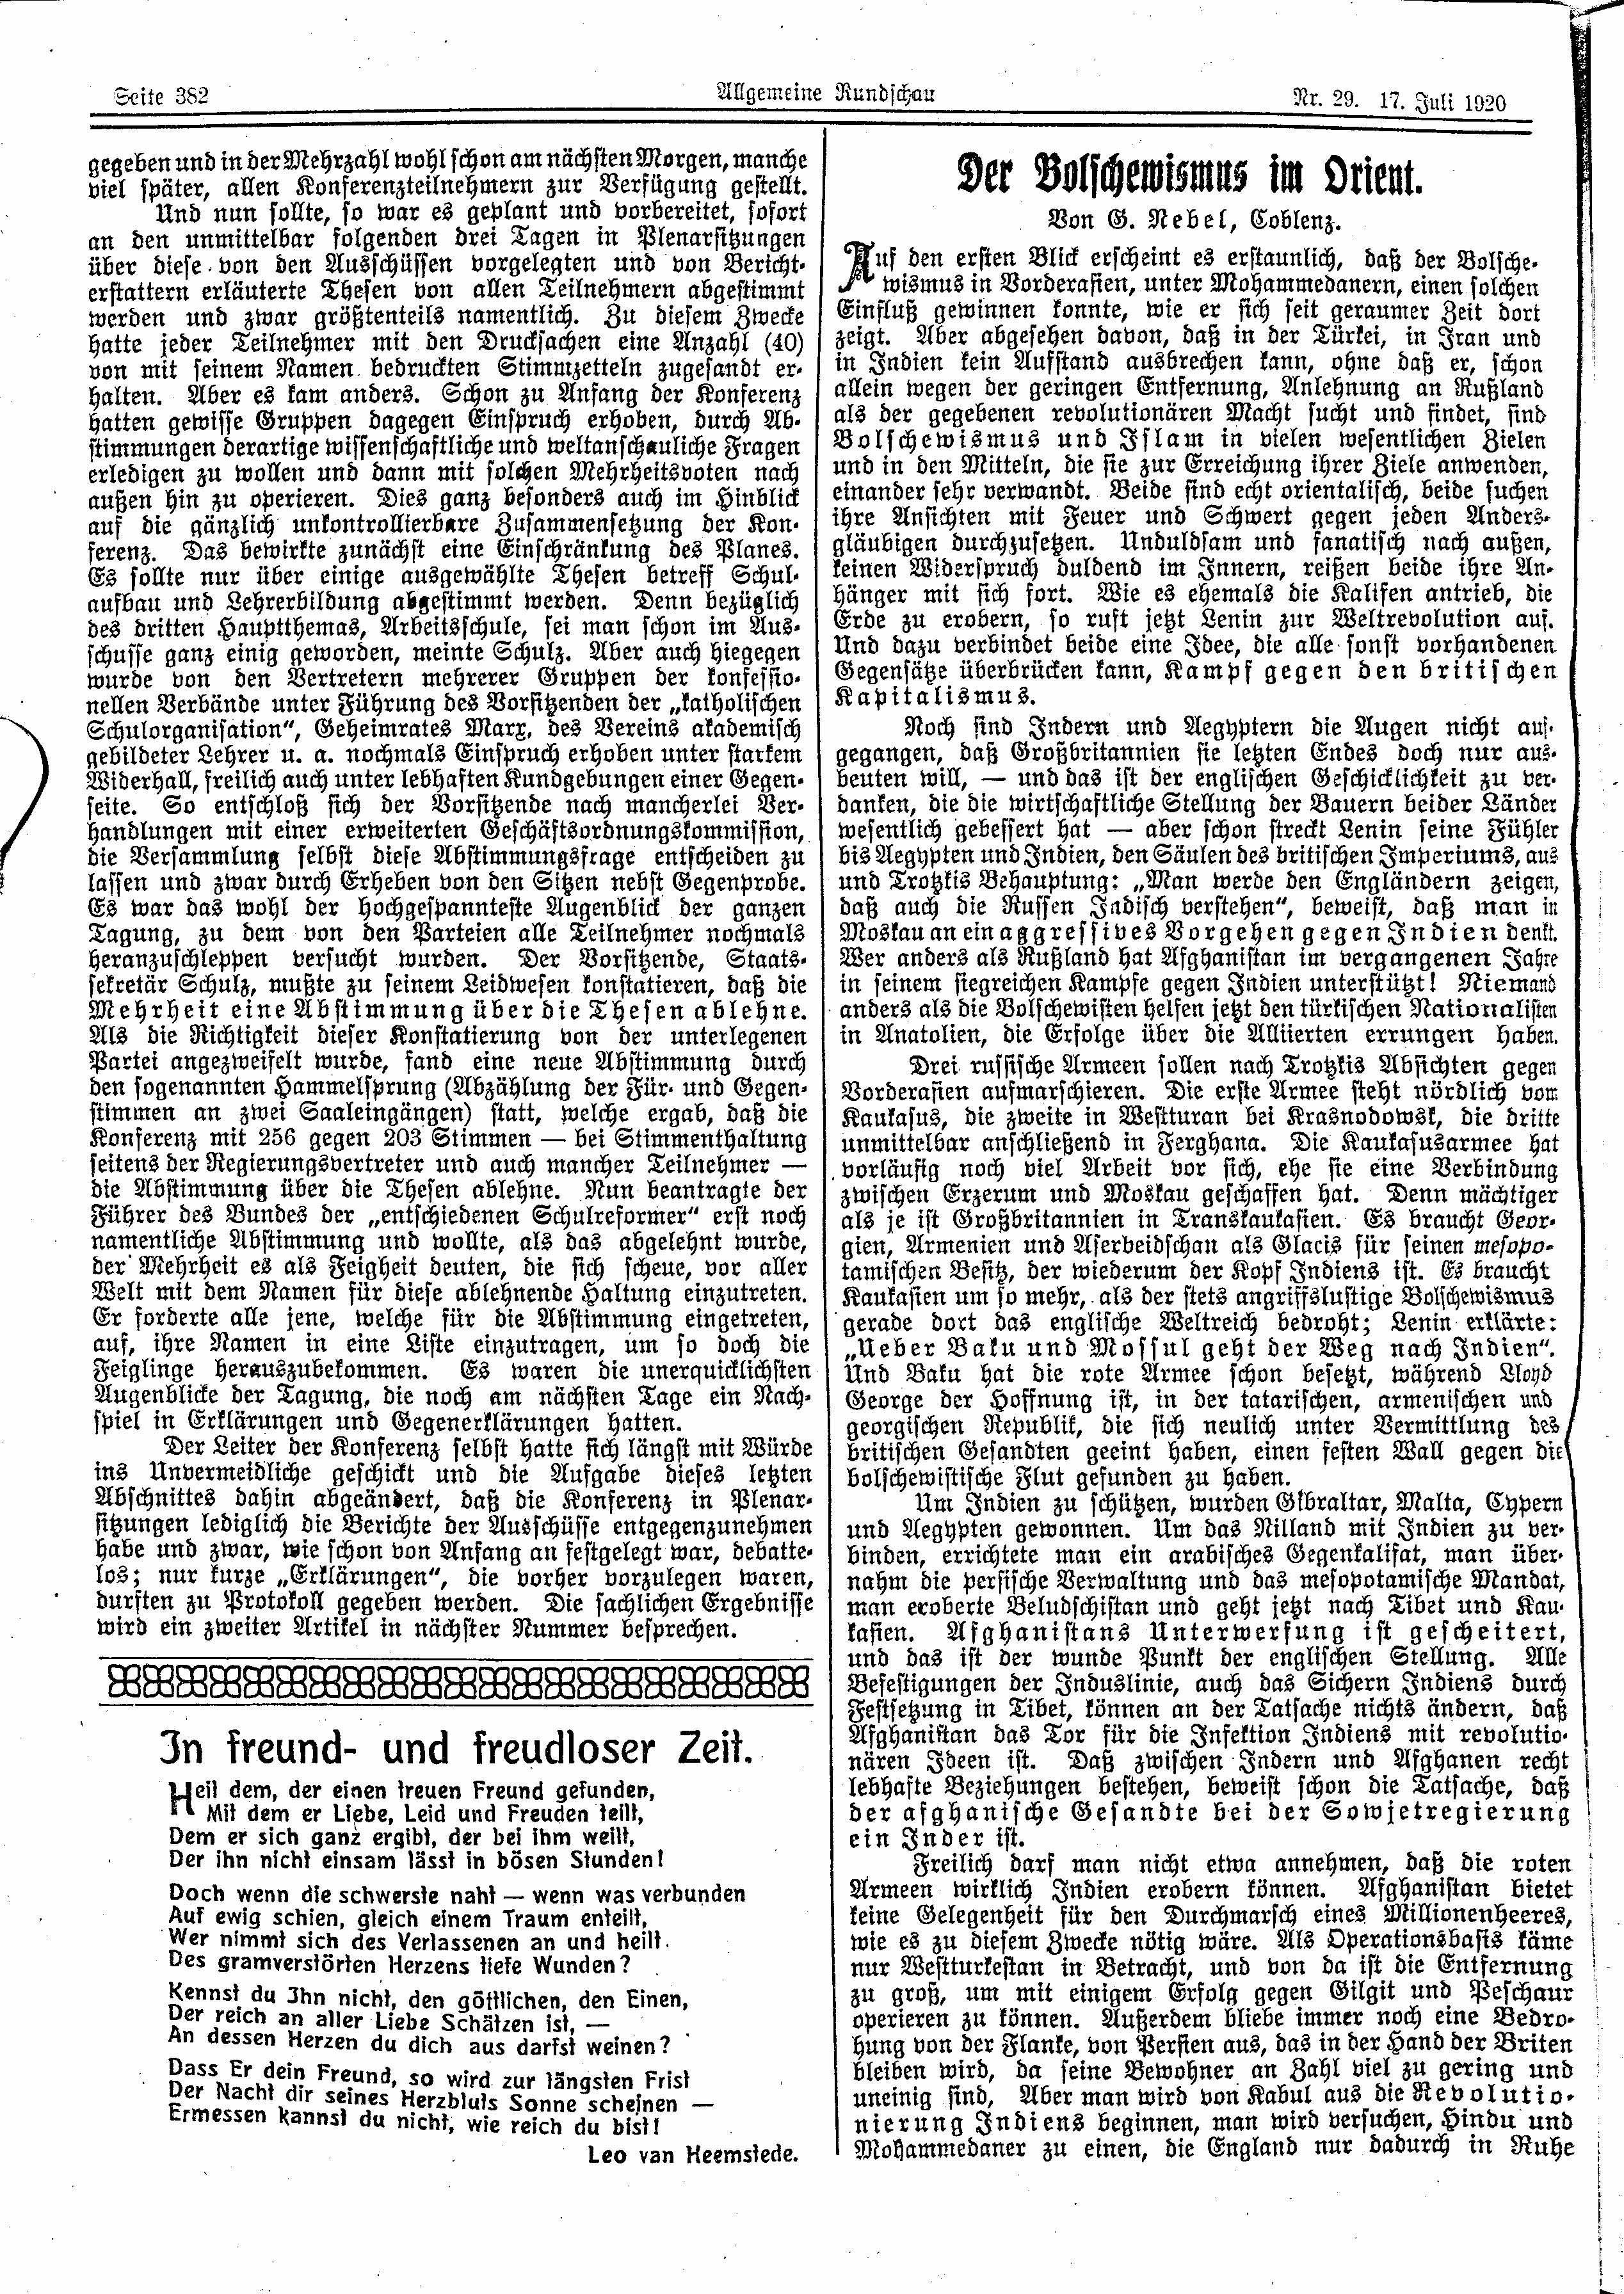 Seite 382
Allgemeine Rundschau
Nr. 29. 17. Juli 1920
gegeben und in der Mehrzahl wohl schon am nächsten Morgen, manche
viel später, allen Konferenzteilnehmern zur Verfügung gestellt.
Und nun sollte, so war es geplant und vorbereitet, sofort
an den unmittelbar folgenden drei Tagen in Plenarsitzungen
über diese von den Ausschüssen vorgelegten und von Bericht-
erstattern erläuterte Thesen von allen Teilnehmern abgestimmt
werden und zwar größtenteils namentlich. Zu diesem Zwecke
hatte jeder Teilnehmer mit den Drucksachen eine Anzahl (40)
von mit seinem Namen bedruckten Stimmzetteln zugesandt er-
halten. Aber es kam anders. Schon zu Anfang der Konferenz
hatten gewisse Gruppen dagegen Einspruch erhoben, durch Ab-
stimmungen derartige wissenschaftliche und weltanschauliche Fragen
erledigen zu wollen und dann mit solchen Mehrheitsvoten nach
außen hin zu operieren. Dies ganz besonders auch im Hinblick
auf die gänzlich unkontrollierbare Zusammensetzung der Kon-
ferenz. Das bewirkte zunächst eine Einschränkung des Planes.
Es sollte nur über einige ausgewählte Thesen betreff Schul-
aufbau und Lehrerbildung abgestimmt werden. Denn bezüglich
des dritten Hauptthemas, Arbeitsschule, sei man schon im Aus-
schusse ganz einig geworden, meinte Schulz. Aber auch hiegegen
wurde von den Vertretern mehrerer Gruppen der konfessio-
nellen Verbände unter Führung des Vorsitzenden der „katholischen
Schulorganisation“, Geheimrates Marx, des Vereins akademisch
gebildeter Lehrer u. a. nochmals Einspruch erhoben unter starkem
Widerhall, freilich auch unter lebhaften Kundgebungen einer Gegen-
seite. So entschloß sich der Vorsitzende nach mancherlei Ver-
handlungen mit einer erweiterten Geschäftsordnungskommission,
die Versammlung selbst diese Abstimmungsfrage entscheiden zu
lassen und zwar durch Erheben von den Sitzen nebst Gegenprobe.
Es war das wohl der hochgespannteste Augenblick der ganzen
Tagung, zu dem von den Parteien alle Teilnehmer nochmals
heranzuschleppen versucht wurden. Der Vorsitzende, Staats-
sekretär Schulz, mußte zu seinem Leidwesen konstatieren, daß die
Mehrheit eine Abstimmung über die Thesen ablehne.
Als die Richtigkeit dieser Konstatierung von der unterlegenen
Partei angezweifelt wurde, fand eine neue Abstimmung durch
den sogenannten Hammelsprung (Abzählung der Für- und Gegen-
stimmen an zwei Saaleingängen) statt, welche ergab, daß die
Konferenz mit 256 gegen 203 Stimmen — bei Stimmenthaltung
seitens der Regierungsvertreter und auch mancher Teilnehmer —
die Abstimmung über die Thesen ablehne. Nun beantragte der
Führer des Bundes der „entschiedenen Schulreformer“ erst noch
namentliche Abstimmung und wollte, als das abgelehnt wurde,
der Mehrheit es als Feigheit deuten, die sich scheue, vor aller
Welt mit dem Namen für diese ablehnende Haltung einzutreten.
Er forderte alle jene, welche für die Abstimmung eingetreten,
auf, ihre Namen in eine Liste einzutragen, um so doch die
Feiglinge herauszubekommen. Es waren die unerquicklichsten
Augenblicke der Tagung, die noch am nächsten Tage ein Nach-
spiel in Erklärungen und Gegenerklärungen hatten.
Der Leiter der Konferenz selbst hatte sich längst mit Würde
ins Unvermeidliche geschickt und die Aufgabe dieses letzten
Abschnittes dahin abgeändert, daß die Konferenz in Plenar-
sitzungen lediglich die Berichte der Ausschüsse entgegenzunehmen
habe und zwar, wie schon von Anfang an festgelegt war, debatte-
los; nur kurze „Erklärungen“, die vorher vorzulegen waren,
durften zu Protokoll gegeben werden. Die sachlichen Ergebnisse
wird ein zweiter Artikel in nächster Nummer besprechen.
In freund- und freudloser Zeit.
Heil dem, der einen treuen Freund gefunden,
Mit dem er Liebe, Leid und Freuden teilt,
Dem er sich ganz ergibt, der bei ihm weilt,
Der ihn nicht einsam lässt in bösen Stunden!
Doch wenn die schwerste naht — wenn was verbunden
Auf ewig schien, gleich einem Traum enteilt,
Wer nimmt sich des Verlassenen an und heilt
Des gramverstörten Herzens tiefe Wunden?
Kennst du Ihn nicht, den göttlichen, den Einen,
Der reich an aller Liebe Schätzen ist, —
An dessen Herzen du dich aus darfst weinen?
Dass Er dein Freund, so wird zur längsten Frist
Der Nacht dir seines Herzbluts Sonne scheinen —
Ermessen kannst du nicht, wie reich du bist!
Leo van Heemstede.
Der Bolschewismus im Orient.
Von G. Nebel, Coblenz.
Auf den ersten Blick erscheint es erstaunlich, daß der Bolsche-
wismus in Vorderasien, unter Mohammedanern, einen solchen
Einfluß gewinnen konnte, wie er sich seit geraumer Zeit dort
zeigt. Aber abgesehen davon, daß in der Türkei, in Iran und
in Indien kein Aufstand ausbrechen kann, ohne daß er, schon
allein wegen der geringen Entfernung, Anlehnung an Rußland
als der gegebenen revolutionären Macht sucht und findet, sind
Bolschewismus und Islam in vielen wesentlichen Zielen
und in den Mitteln, die sie zur Erreichung ihrer Ziele anwenden,
einander sehr verwandt. Beide sind echt orientalisch, beide suchen
ihre Ansichten mit Feuer und Schwert gegen jeden Anders-
gläubigen durchzusetzen. Unduldsam und fanatisch nach außen,
keinen Widerspruch duldend im Innern, reißen beide ihre An-
hänger mit sich fort. Wie es ehemals die Kalifen antrieb, die
Erde zu erobern, so ruft jetzt Lenin zur Weltrevolution auf.
Und dazu verbindet beide eine Idee, die alle sonst vorhandenen
Gegensätze überbrücken kann, Kampf gegen den britischen
Kapitalismus.
Noch sind Indern und Aegyptern die Augen nicht auf-
gegangen, daß Großbritannien sie letzten Endes doch nur aus-
beuten will, — und das ist der englischen Geschicklichkeit zu ver-
danken, die die wirtschaftliche Stellung der Bauern beider Länder
wesentlich gebessert hat — aber schon streckt Lenin seine Fühler
bis Aegypten und Indien, den Säulen des britischen Imperiums, aus
und Trotzkis Behauptung: „Man werde den Engländern zeigen,
daß auch die Russen Indisch verstehen“, beweist, daß man in
Moskau an ein aggressives Vorgehen gegen Indien denkt.
Wer anders als Rußland hat Afghanistan im vergangenen Jahre
in seinem siegreichen Kampfe gegen Indien unterstützt! Niemand
anders als die Bolschewisten helfen jetzt den türkischen Nationalisten
in Anatolien, die Erfolge über die Alliierten errungen haben.
Drei russische Armeen sollen nach Trotzkis Absichten gegen
Vorderasien aufmarschieren. Die erste Armee steht nördlich vom
Kaukasus, die zweite in Westturan bei Krasnodowsk, die dritte
unmittelbar anschließend in Ferghana. Die Kaukasusarmee hat
vorläufig noch viel Arbeit vor sich, ehe sie eine Verbindung
zwischen Erzerum und Moskau geschaffen hat. Denn mächtiger
als je ist Großbritannien in Transkaukasien. Es braucht Geor-
gien, Armenien und Aserbeidschan als Glacis für seinen mesopo-
tamischen Besitz, der wiederum der Kopf Indiens ist. Es braucht
Kaukasien um so mehr, als der stets angriffslustige Bolschewismus
gerade dort das englische Weltreich bedroht; Lenin erklärte:
„Ueber Baku und Mossul geht der Weg nach Indien“.
Und Baku hat die rote Armee schon besetzt, während Lloyd
George der Hoffnung ist, in der tatarischen, armenischen und
georgischen Republik, die sich neulich unter Vermittlung des
britischen Gesandten geeint haben, einen festen Wall gegen die
bolschewistische Flut gefunden zu haben.
Um Indien zu schützen, wurden Gibraltar, Malta, Cypern
und Aegypten gewonnen. Um das Nilland mit Indien zu ver-
binden, errichtete man ein arabisches Gegenkalifat, man über-
nahm die persische Verwaltung und das mesopotamische Mandat,
man eroberte Beludschistan und geht jetzt nach Tibet und Kau-
kasien. Afghanistans Unterwerfung ist gescheitert,
und das ist der wunde Punkt der englischen Stellung. Alle
Befestigungen der Induslinie, auch das Sichern Indiens durch
Festsetzung in Tibet, können an der Tatsache nichts ändern, daß
Afghanistan das Tor für die Infektion Indiens mit revolutio-
nären Ideen ist. Daß zwischen Indern und Afghanen recht
lebhafte Beziehungen bestehen, beweist schon die Tatsache, daß
der afghanische Gesandte bei der Sowjetregierung
ein Inder ist.
Freilich darf man nicht etwa annehmen, daß die roten
Armeen wirklich Indien erobern können. Afghanistan bietet
keine Gelegenheit für den Durchmarsch eines Millionenheeres,
wie es zu diesem Zwecke nötig wäre. Als Operationsbasis käme
nur Westturkestan in Betracht, und von da ist die Entfernung
zu groß, um mit einigem Erfolg gegen Gilgit und Peschaur
operieren zu können. Außerdem bliebe immer noch eine Bedro-
hung von der Flanke, von Persien aus, das in der Hand der Briten
bleiben wird, da seine Bewohner an Zahl viel zu gering und
uneinig sind, Aber man wird von Kabul aus die Revolutio-
nierung Indiens beginnen, man wird versuchen, Hindu und
Mohammedaner zu einen, die England nur dadurch in Ruhe